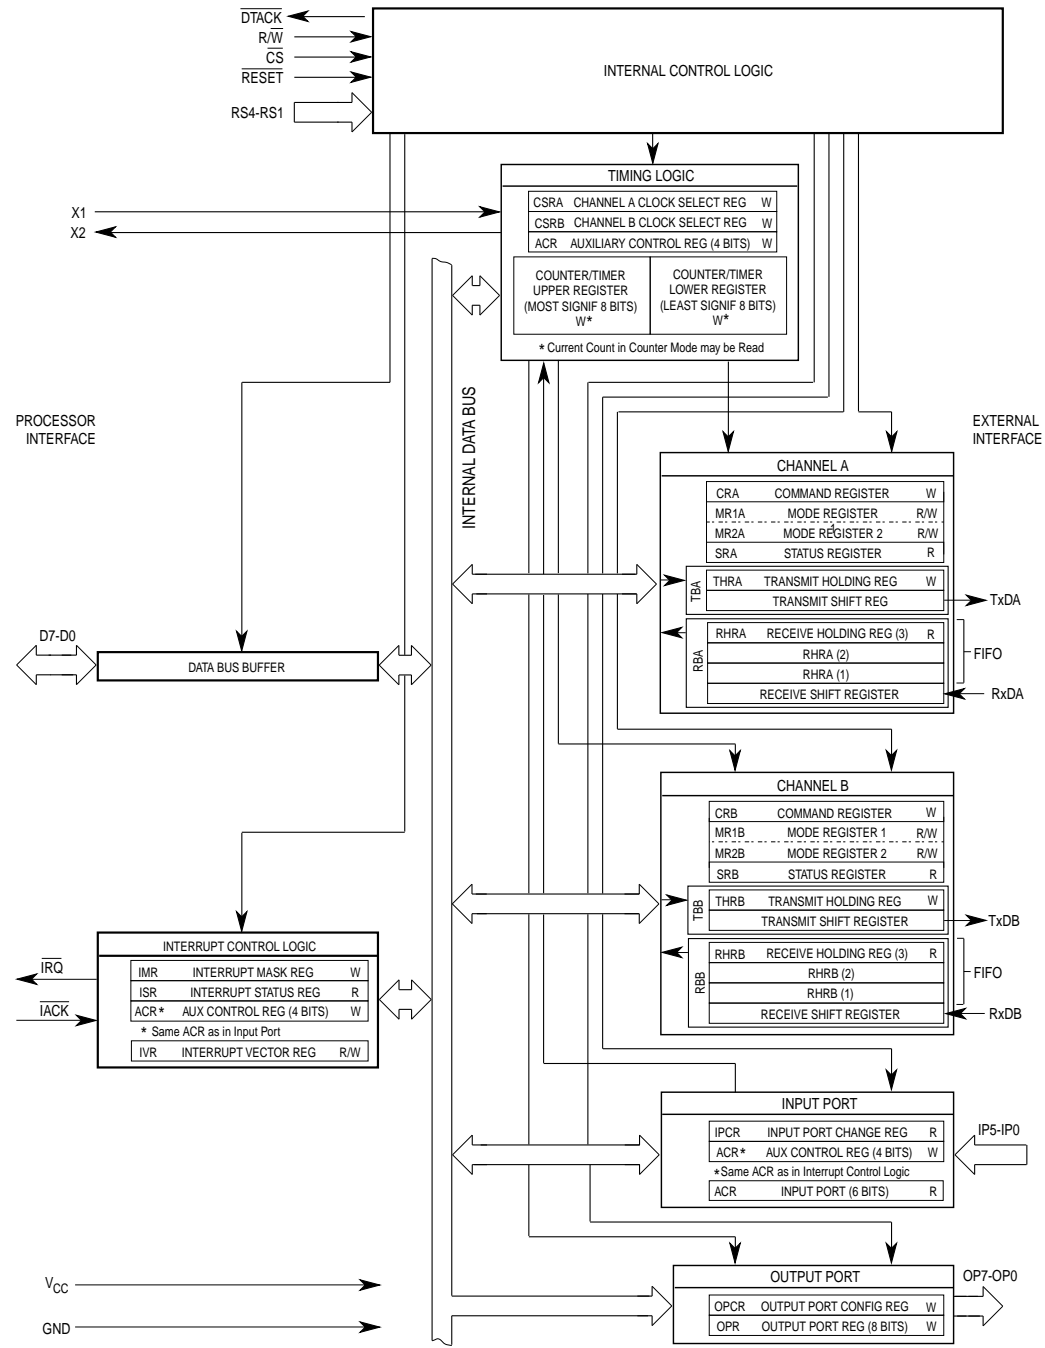 DTACK
R/W
CS
RESET
RS4-RS1
INTERNAL CONTROL LOGIC
TIMING LOGIC
CSRA CHANNEL A CLOCK SELECT REG W
CSRB CHANNEL B CLOCK SELECT REG W
ACR AUXILIARY CONTROL REG (4 BITS) W
COUNTER/TIMER
UPPER REGISTER
(MOST SIGNIF 8 BITS)
W*
COUNTER/TIMER
LOWER REGISTER
(LEAST SIGNIF 8 BITS)
W*
* Current Count in Counter Mode may be Read
X1
X2
PROCESSOR
INTERFACE
INTERNAL DATA BUS
EXTERNAL
INTERFACE
CHANNEL A
CRA COMMAND REGISTER W
MR1A MODE REGISTER R/W
1
MR2A MODE REGISTER 2 R/W
SRA STATUS REGISTER R
TBA
THRA TRANSMIT HOLDING REG W
TRANSMIT SHIFT REG
TxDA
RBA
RHRA RECEIVE HOLDING REG (3) R
RHRA (2)
RHRA (1)
RECEIVE SHIFT REGISTER
FIFO
RxDA
D7-D0
DATA BUS BUFFER
CHANNEL B
CRB COMMAND REGISTER W
MR1B MODE REGISTER 1 R/W
MR2B MODE REGISTER 2 R/W
SRB STATUS REGISTER R
TBB
THRB TRANSMIT HOLDING REG W
TRANSMIT SHIFT REGISTER
TxDB
RBB
RHRB RECEIVE HOLDING REG (3) R
RHRB (2)
RHRB (1)
RECEIVE SHIFT REGISTER
FIFO
RxDB
INTERRUPT CONTROL LOGIC
IMR INTERRUPT MASK REG W
ISR INTERRUPT STATUS REG R
ACR* AUX CONTROL REG (4 BITS) W
* Same ACR as in Input Port
IVR INTERRUPT VECTOR REG R/W
IRQ
IACK
INPUT PORT
IPCR INPUT PORT CHANGE REG R
ACR* AUX CONTROL REG (4 BITS) W
*Same ACR as in Interrupt Control Logic
ACR INPUT PORT (6 BITS) R
IP5-IP0
OUTPUT PORT
OPCR OUTPUT PORT CONFIG REG W
OPR OUTPUT PORT REG (8 BITS) W
OP7-OP0
VCC
GND